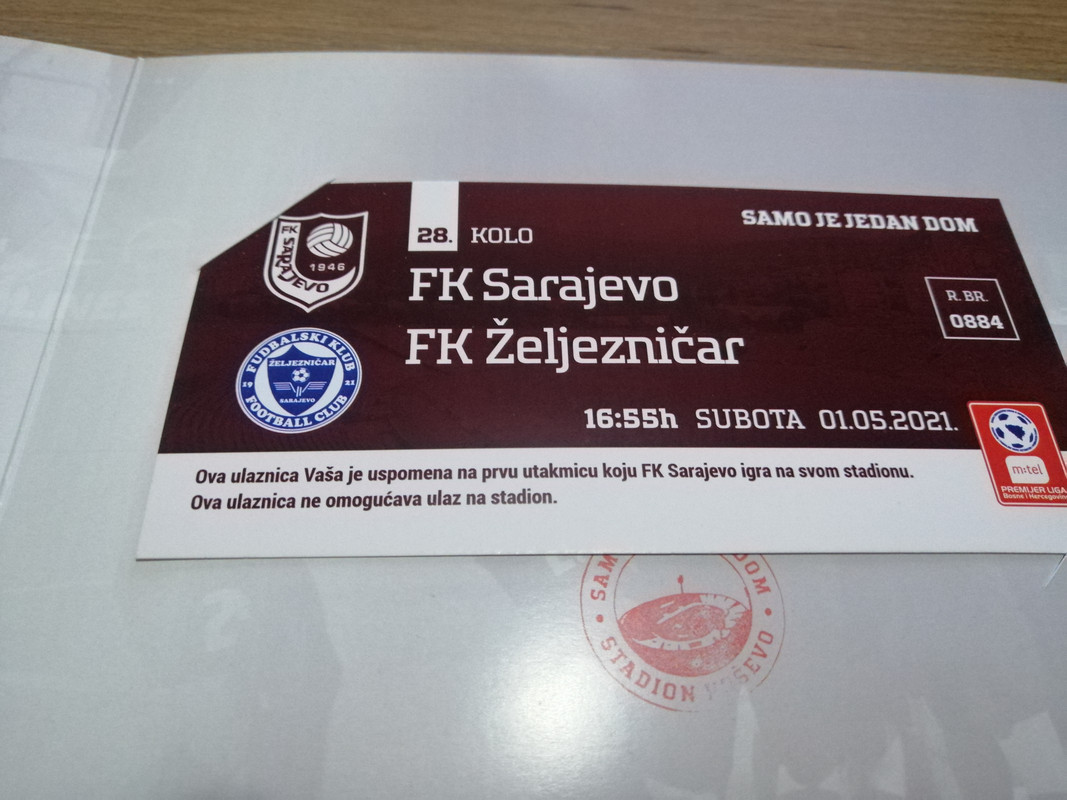 SAMO JE JEDAN DOM
28. KOLO
FK SARAJEVO
1946
FK Sarajevo
R. BR.
0884
FUDBALSKI KLUB
ŽELJEZNIČAR
19 21
SARAJEVO
FOOTBALL CLUB
FK Željezničar
16:55h SUBOTA 01.05.2021.
m:tel
PREMIJER LIGA
Bosne i Hercegovine
Ova ulaznica Vaša je uspomena na prvu utakmicu koju FK Sarajevo igra na svom stadionu.
Ova ulaznica ne omogućava ulaz na stadion.
SAM DOM
STADION KOŠEVO